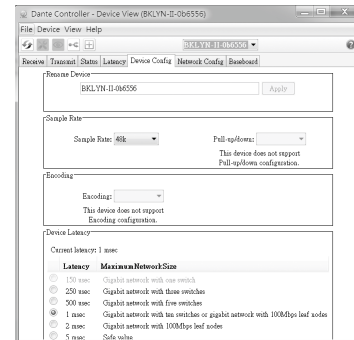 Dante Controller - Device View (BKLYN-II-0b6556)
File Device View Help
BKLYN-II-0b6556
Receive Transmit Status Latency Device Config Network Config Baseboard
Rename Device
BKLYN-II-0b6556 Apply
Sample Rate
Sample Rate: 48k Pull-up/down:
This device does not support
Pull-up/down configuration.
Encoding
Encoding:
This device does not support
Encoding configuration.
Device Latency
Current latency: 1 msec
Latency Maximum Network Size
150 usec Gigabit network with one switch
250 usec Gigabit network with three switches
500 usec Gigabit network with five switches
1 msec Gigabit network with ten switches or gigabit network with 100Mbps leaf nodes
2 msec Gigabit network with 100Mbps leaf nodes
5 msec Safe value